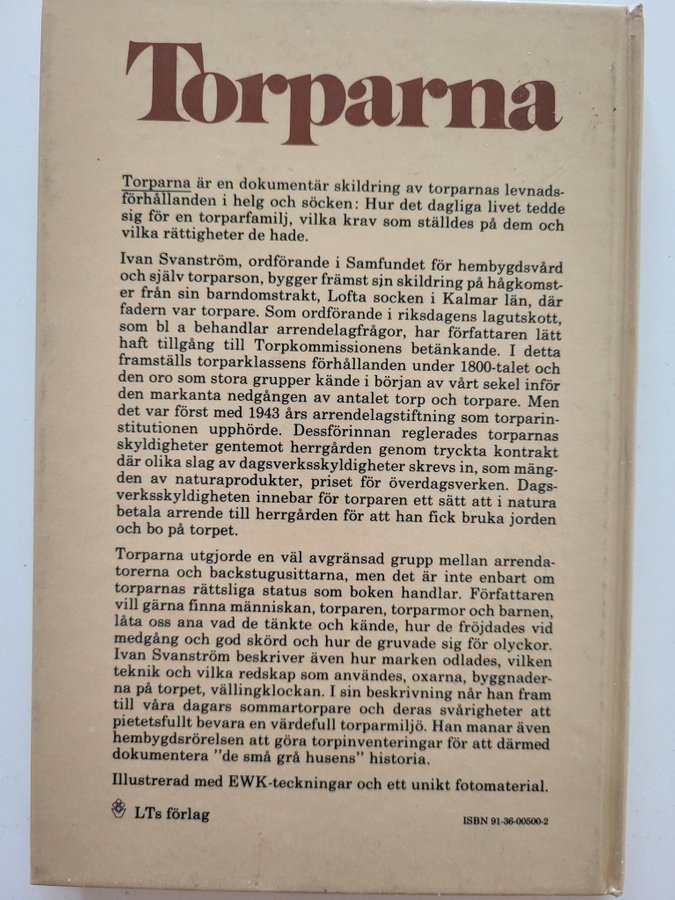 Torparna
Torparna är en dokumentär skildring av torparnas levnads-
förhållanden i helg och söcken: Hur det dagliga livet tedde
sig för en torparfamilj, vilka krav som ställdes på dem och
vilka rättigheter de hade.
Ivan Svanström, ordförande i Samfundet för hembygdsvård
och själv torparson, bygger främst sjn skildring på hågkomst-
er från sin barndomstrakt, Lofta socken i Kalmar län, där
fadern var torpare. Som ordförande i riksdagens lagutskott,
som bl a behandlar arrendelagfrågor, har författaren lätt
haft tillgång till Torpkommissionens betänkande. I detta
framställs torparklassens förhållanden under 1800-talet och
den oro som stora grupper kände i början av vårt sekel inför
den markanta nedgången av antalet torp och torpare. Men
det var först med 1943 års arrendelagstiftning som torparin-
stitutionen upphörde. Dessförinnan reglerades torparnas
skyldigheter gentemot herrgården genom tryckta kontrakt
där olika slag av dagsverksskyldigheter skrevs in, som mäng-
den av naturaprodukter, priset för överdagsverken. Dags-
verksskyldigheten innebar för torparen ett sätt att i natura
betala arrende till herrgården för att han fick bruka jorden
och bo på torpet.
Torparna utgjorde en väl avgränsad grupp mellan arrenda-
torerna och backstugusittarna, men det är inte enbart om
torparnas rättsliga status som boken handlar. Författaren
vill gärna finna människan, torparen, torparmor och barnen,
låta oss ana vad de tänkte och kände, hur de fröjdades vid
medgång och god skörd och hur de gruvade sig för olyckor.
Ivan Svanström beskriver även hur marken odlades, vilken
teknik och vilka redskap som användes, oxarna, byggnader-
na på torpet, vällingklockan. I sin beskrivning når han fram
till våra dagars sommartorpare och deras svårigheter att
pietetsfullt bevara en värdefull torparmiljö. Han manar även
hembygdsrörelsen att göra torpinventeringar för att därmed
dokumentera "de små grå husens" historia.
Illustrerad med EWK-teckningar och ett unikt fotomaterial.
LTs förlag
ISBN 91-36-00500-2